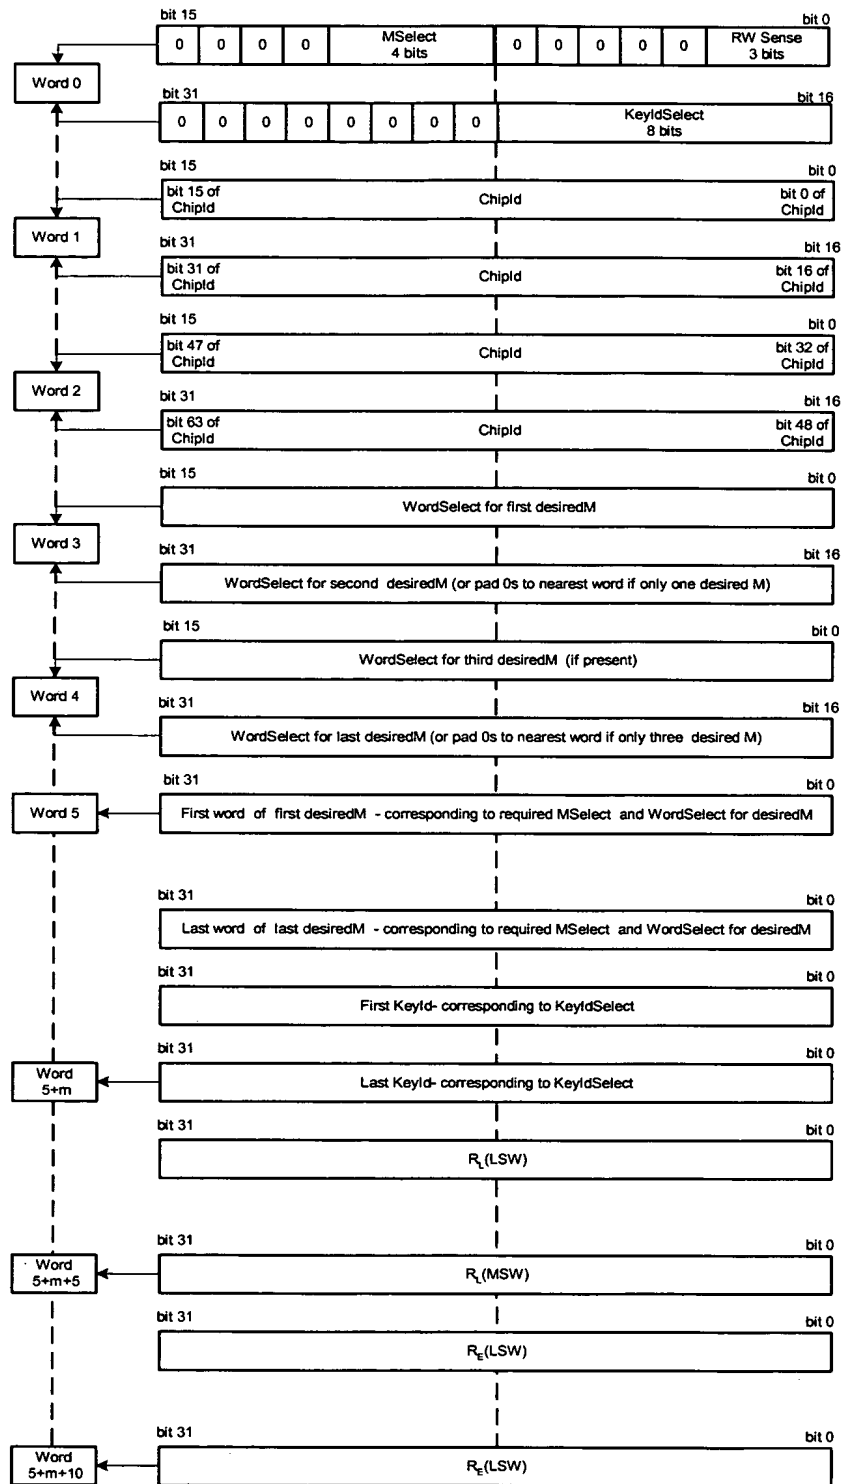 bit 15 bit 0
0 0 0 0 MSelect 0 0 0 0 0 RW Sense
4 bits 3 bits
Word 0
bit 31 bit 16
0 0 0 0 0 0 0 0 KeyIdSelect
8 bits
bit 15 bit 0
bit 15 of ChipId bit 0 of
ChipId ChipId
Word 1
bit 31 bit 16
bit 31 of ChipId bit 16 of
ChipId ChipId
bit 15 bit 0
bit 47 of ChipId bit 32 of
ChipId ChipId
Word 2
bit 31 bit 16
bit 63 of ChipId bit 48 of
ChipId ChipId
bit 15 bit 0
WordSelect for first desiredM
Word 3
bit 31 bit 16
WordSelect for second desiredM (or pad 0s to nearest word if only one desired M)
bit 15 bit 0
WordSelect for third desiredM (if present)
Word 4
bit 31 bit 16
WordSelect for last desiredM (or pad 0s to nearest word if only three desired M)
bit 31 bit 0
Word 5 First word of first desiredM - corresponding to required MSelect and WordSelect for desiredM
bit 31 bit 0
Last word of last desiredM - corresponding to required MSelect and WordSelect for desiredM
bit 31 bit 0
First KeyId- corresponding to KeyIdSelect
bit 31 bit 0
Word
5+m Last KeyId- corresponding to KeyIdSelect
bit 31 bit 0
RL(LSW)
bit 31 bit 0
Word
5+m+5 RL(MSW)
bit 31 bit 0
RE(LSW)
bit 31 bit 0
Word
5+m+10 RE(LSW)